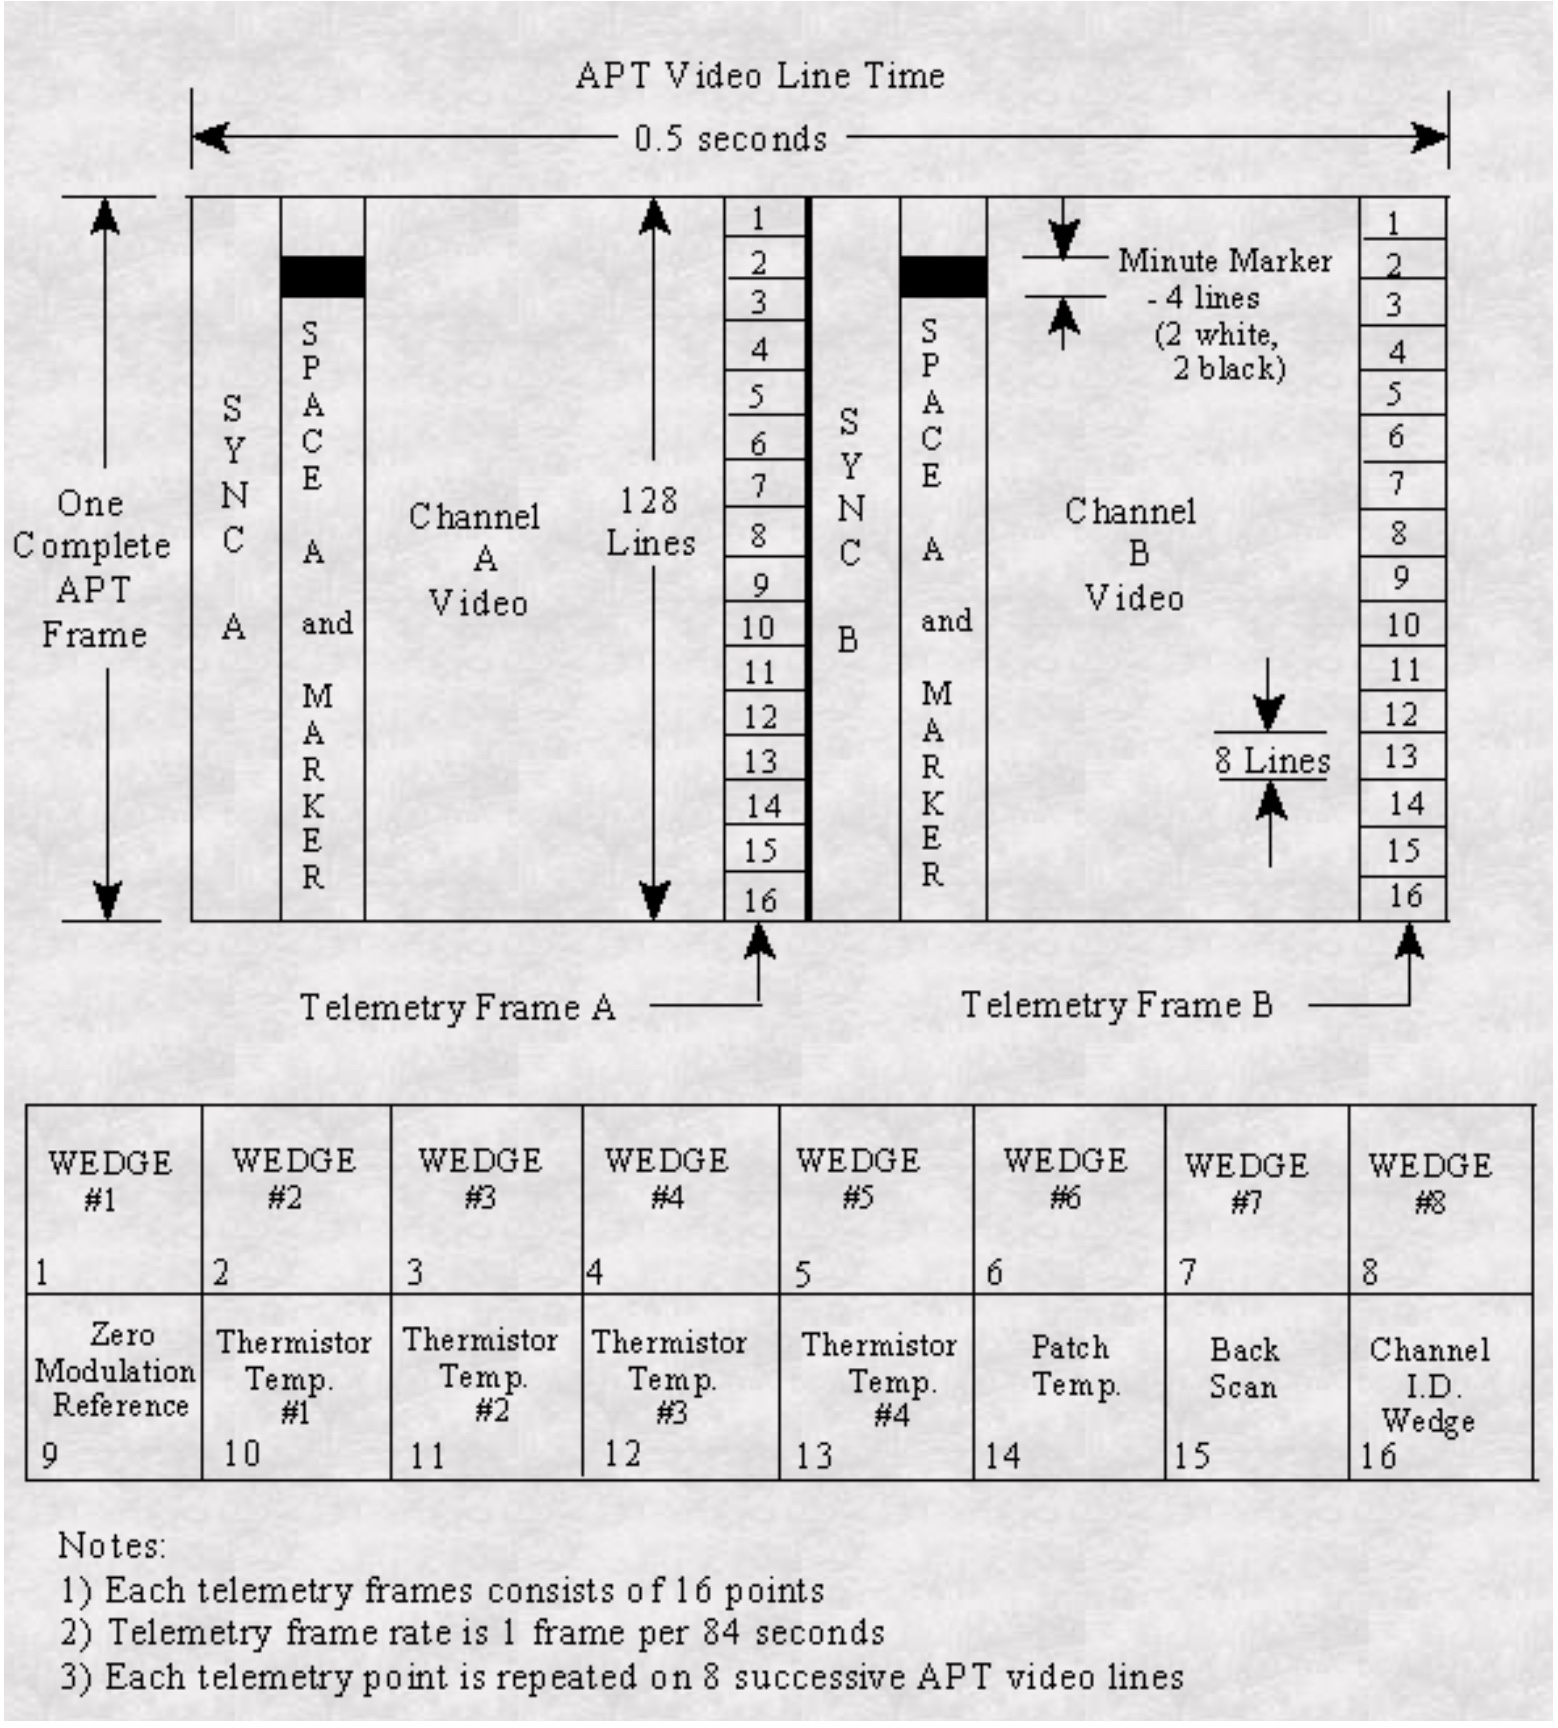 APT Video Line Time
0.5 seconds
One
Complete
APT
Frame
SYNC A
SPACE A and MARKER
Channel
A
Video
128
Lines
1
2
3
4
5
6
7
8
9
10
11
12
13
14
15
16
SYNC B
SPACE A and MARKER
Minute Marker
- 4 lines
(2 white,
2 black)
Channel
B
Video
8 Lines
1
2
3
4
5
6
7
8
9
10
11
12
13
14
15
16
Telemetry Frame A
Telemetry Frame B
WEDGE
#1
1
WEDGE
#2
2
WEDGE
#3
3
WEDGE
#4
4
WEDGE
#5
5
WEDGE
#6
6
WEDGE
#7
7
WEDGE
#8
8
Zero
Modulation
Reference
9
Thermistor
Temp.
#1
10
Thermistor
Temp.
#2
11
Thermistor
Temp.
#3
12
Thermistor
Temp.
#4
13
Patch
Temp.
14
Back
Scan
15
Channel
I.D.
Wedge
16
Notes:
1) Each telemetry frames consists of 16 points
2) Telemetry frame rate is 1 frame per 84 seconds
3) Each telemetry point is repeated on 8 successive APT video lines